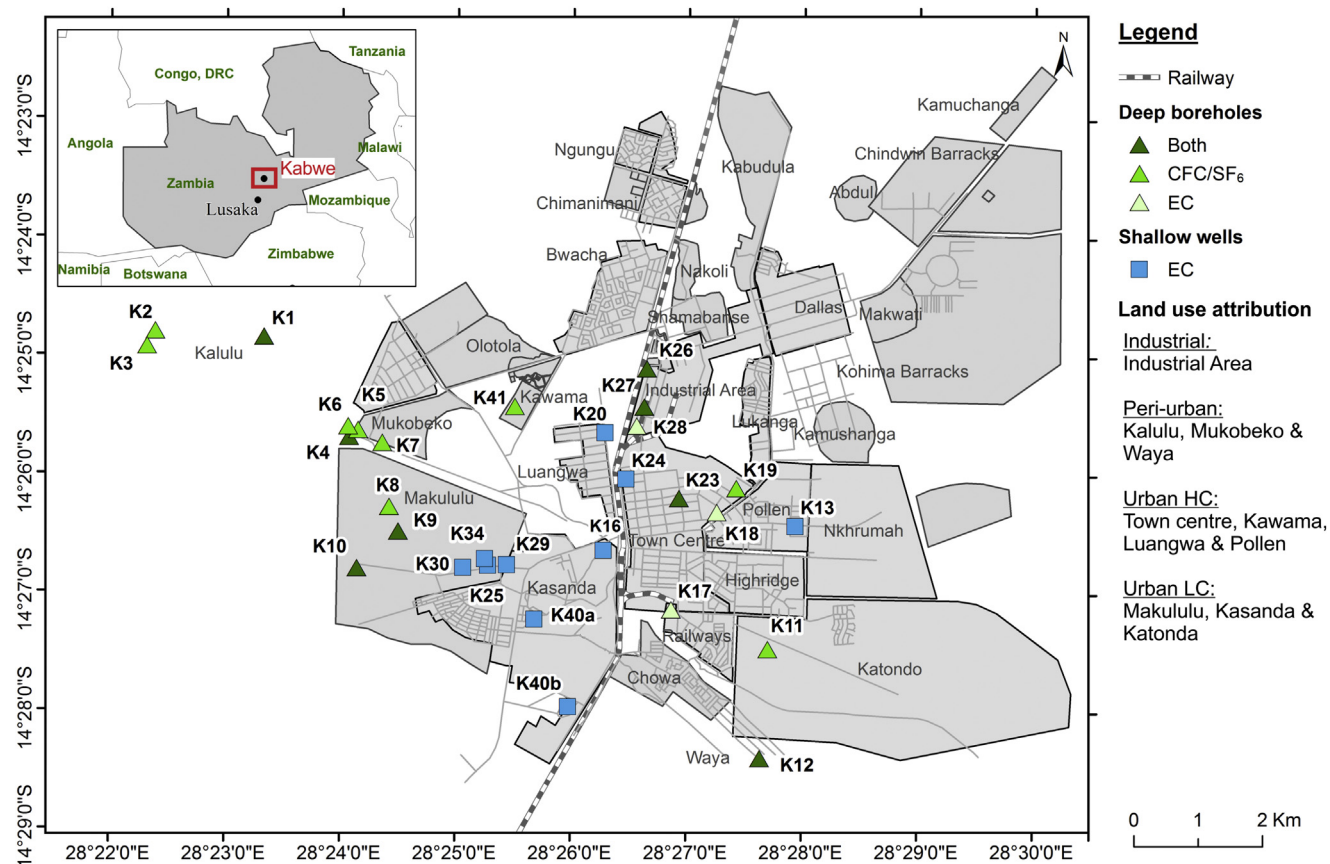 Tanzania
Congo, DRC
Angola
Malawi
Kabwe
Zambia
Lusaka
Mozambique
Zimbabwe
Namibia
Botswana
N
Kamuchanga
Ngungu
Kabudula
Chindwin Barracks
Chimanimani
Abdul
Bwacha
Nakoli
Dallas
Makwati
Shamabanse
K2
K1
K3
Kalulu
Olotola
K26
Kohima Barracks
K27
Industrial Area
K5
K41
Kawama
K6
K20
Mukobeko
Lukanga
K28
Kamushanga
K4
K7
K24
Luangwa
K23
K19
K8
Makululu
Pollen
K13
K9
K34
K16
K18
Nkhrumah
K10
K29
Town Centre
K30
Kasanda
Highridge
K25
K17
K40a
K11
Railways
Katondo
K40b
Chowa
Waya
K12
14°23'0"S
14°24'0"S
14°25'0"S
14°26'0"S
14°27'0"S
14°28'0"S
14°29'0"S
28°22'0"E
28°23'0"E
28°24'0"E
28°25'0"E
28°26'0"E
28°27'0"E
28°28'0"E
28°29'0"E
28°30'0"E
Legend
Railway
Deep boreholes
Both
CFC/SF₆
EC
Shallow wells
EC
Land use attribution
Industrial:
Industrial Area
Peri-urban:
Kalulu, Mukobeko &
Waya
Urban HC:
Town centre, Kawama,
Luangwa & Pollen
Urban LC:
Makululu, Kasanda &
Katonda
0 1 2 Km